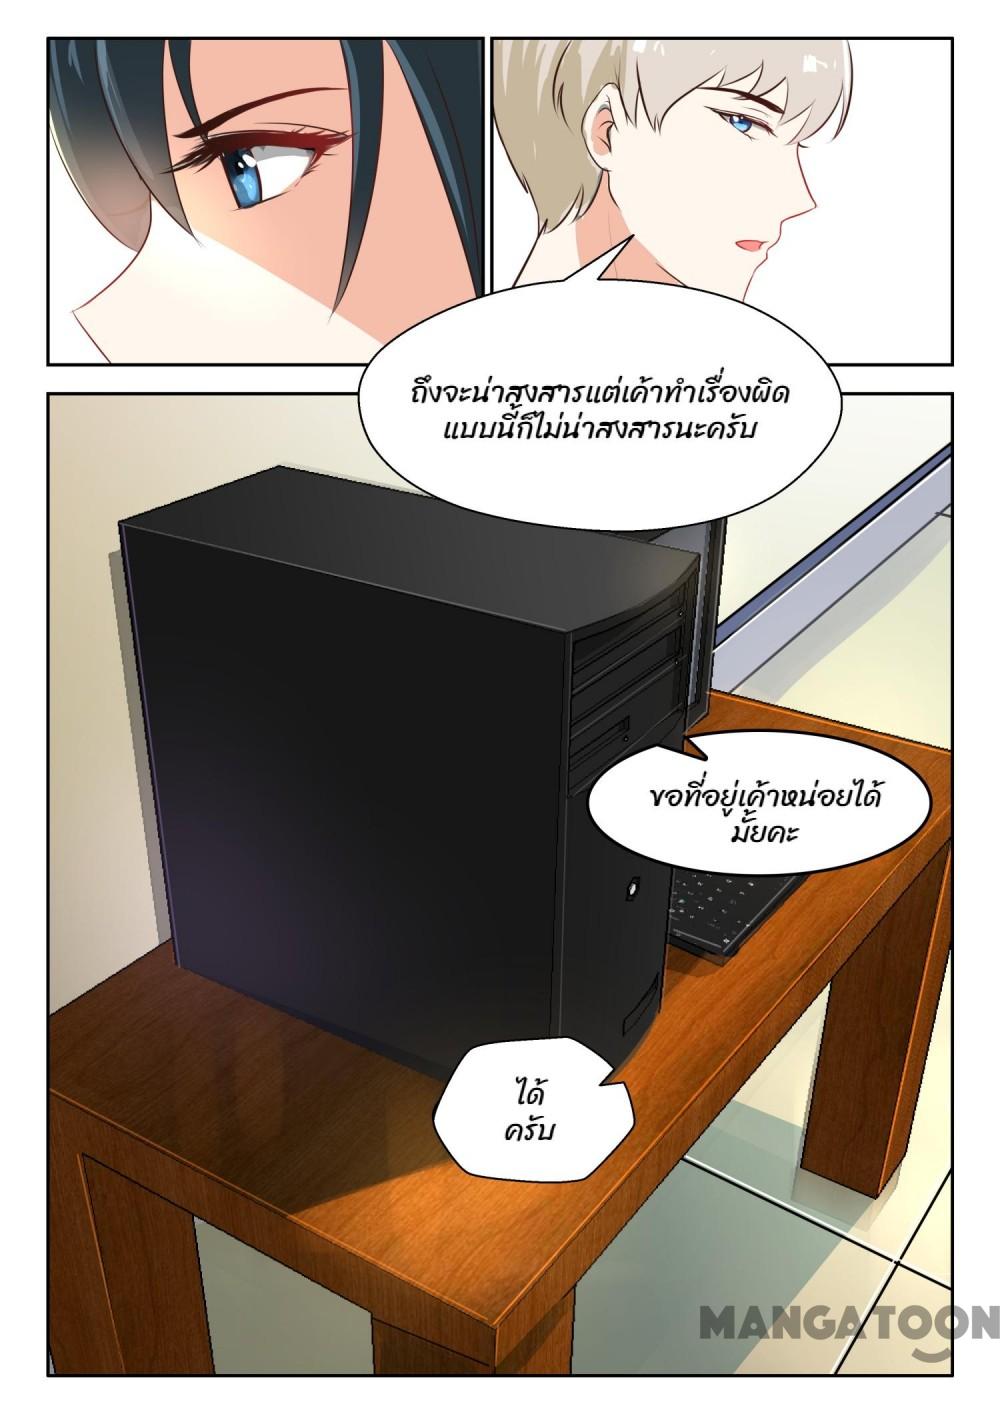 ถึงจะน่าสงสารแต่เค้าทำเรื่องผิด
แบบนี้ก็ไม่น่าสงสารนะครับ
ขอที่อยู่เค้าหน่อยได้
มั้ยคะ
ได้
ครับ
MANGATOON